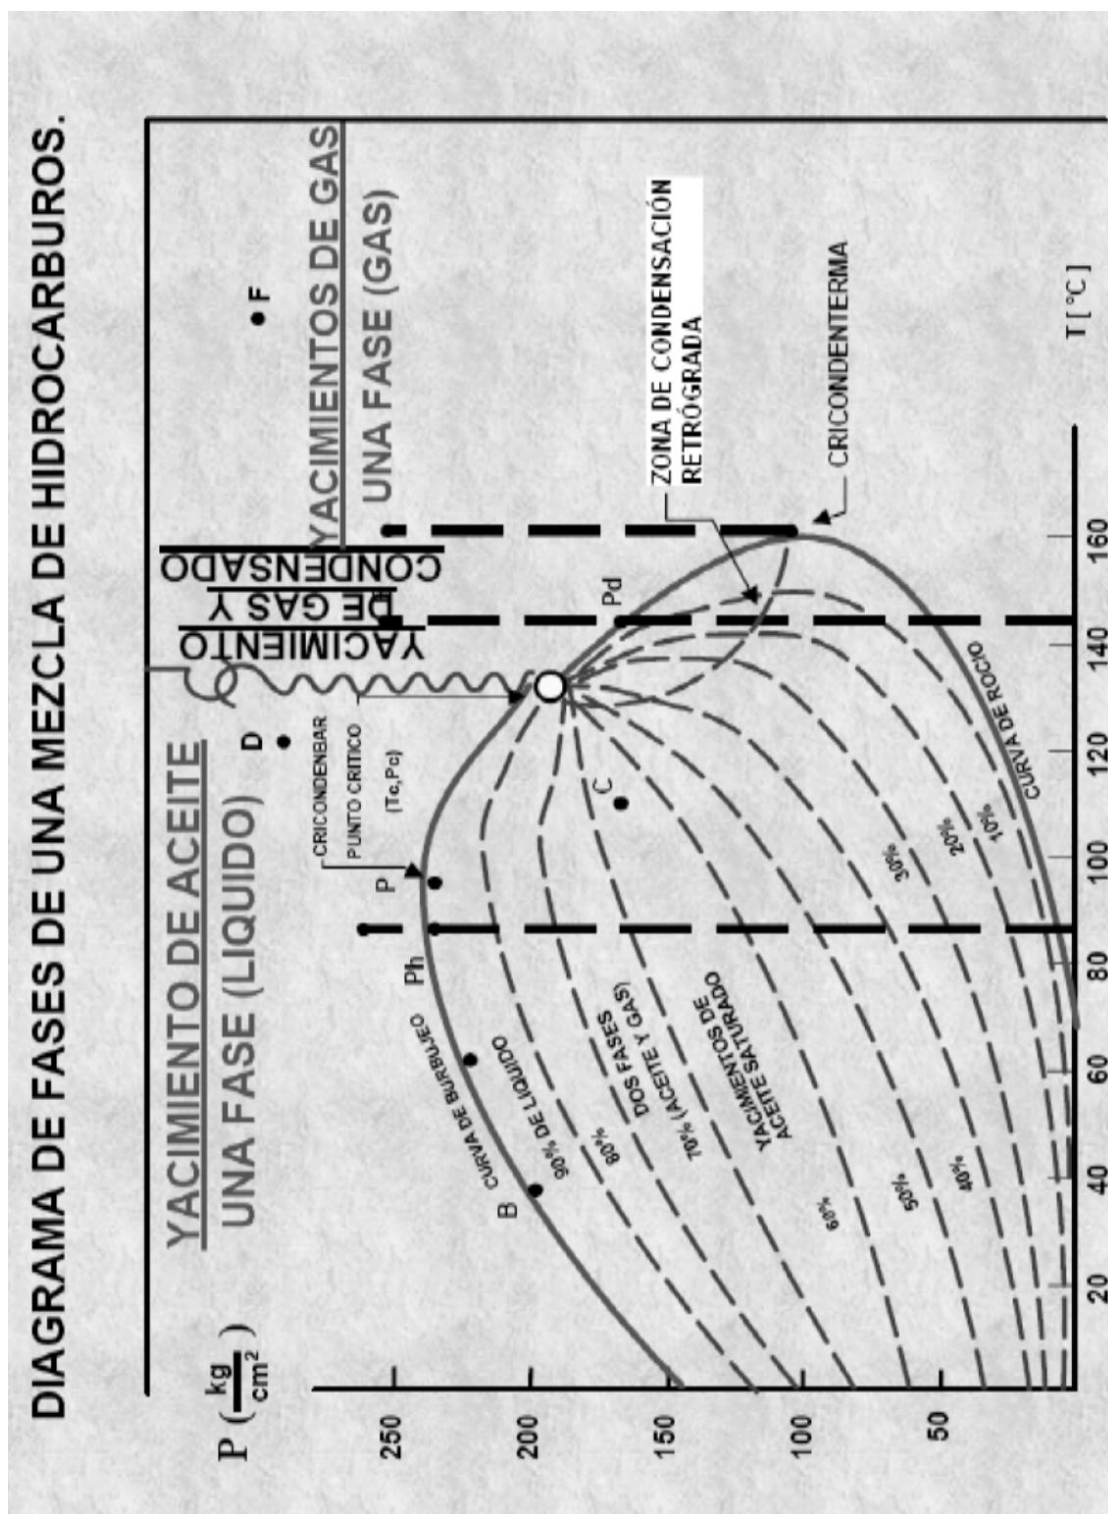 DIAGRAMA DE FASES DE UNA MEZCLA DE HIDROCARBUROS.
P ( kg
cm² )
YACIMIENTO DE ACEITE
UNA FASE (LIQUIDO)
D
YACIMIENTO
DE GAS Y
CONDENSADO
YACIMIENTOS DE GAS
UNA FASE (GAS)
F
CRICONDENBAR
PUNTO CRITICO
(Tc,Pc)
P
Ph
CURVA DE BURBUJEO
B
90% DE LIQUIDO
80%
DOS FASES
70% (ACEITE Y GAS)
YACIMIENTOS DE
ACEITE SATURADO
C
Pd
ZONA DE CONDENSACIÓN
RETRÓGRADA
CRICONDENTERMA
60%
50%
40%
30%
20%
10%
CURVA DE ROCIO
250
200
150
100
50
20
40
60
80
100
120
140
160
T [ °C ]